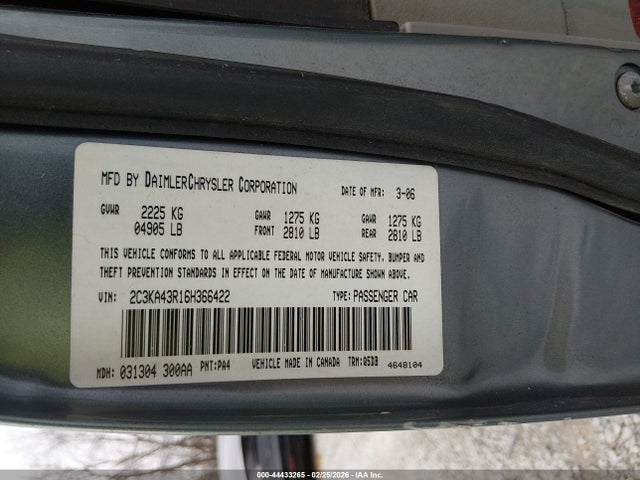 MFD BY DAIMLERCHRYSLER CORPORATION DATE OF MFR: 3-06
GVWR 2225 KG GAWR 1275 KG GAWR 1275 KG
04905 LB FRONT 2810 LB REAR 2810 LB
THIS VEHICLE CONFORMS TO ALL APPLICABLE FEDERAL MOTOR VEHICLE SAFETY, BUMPER AND
THEFT PREVENTION STANDARDS IN EFFECT ON THE DATE OF MANUFACTURE SHOWN ABOVE.
VIN: 2C3KA43R16H366422 TYPE: PASSENGER CAR
MDH: 031304 300AA PNT: PA4 VEHICLE MADE IN CANADA TRM: 05D3 4648104
000-44433265 - 02/25/2026 - IAA Inc.